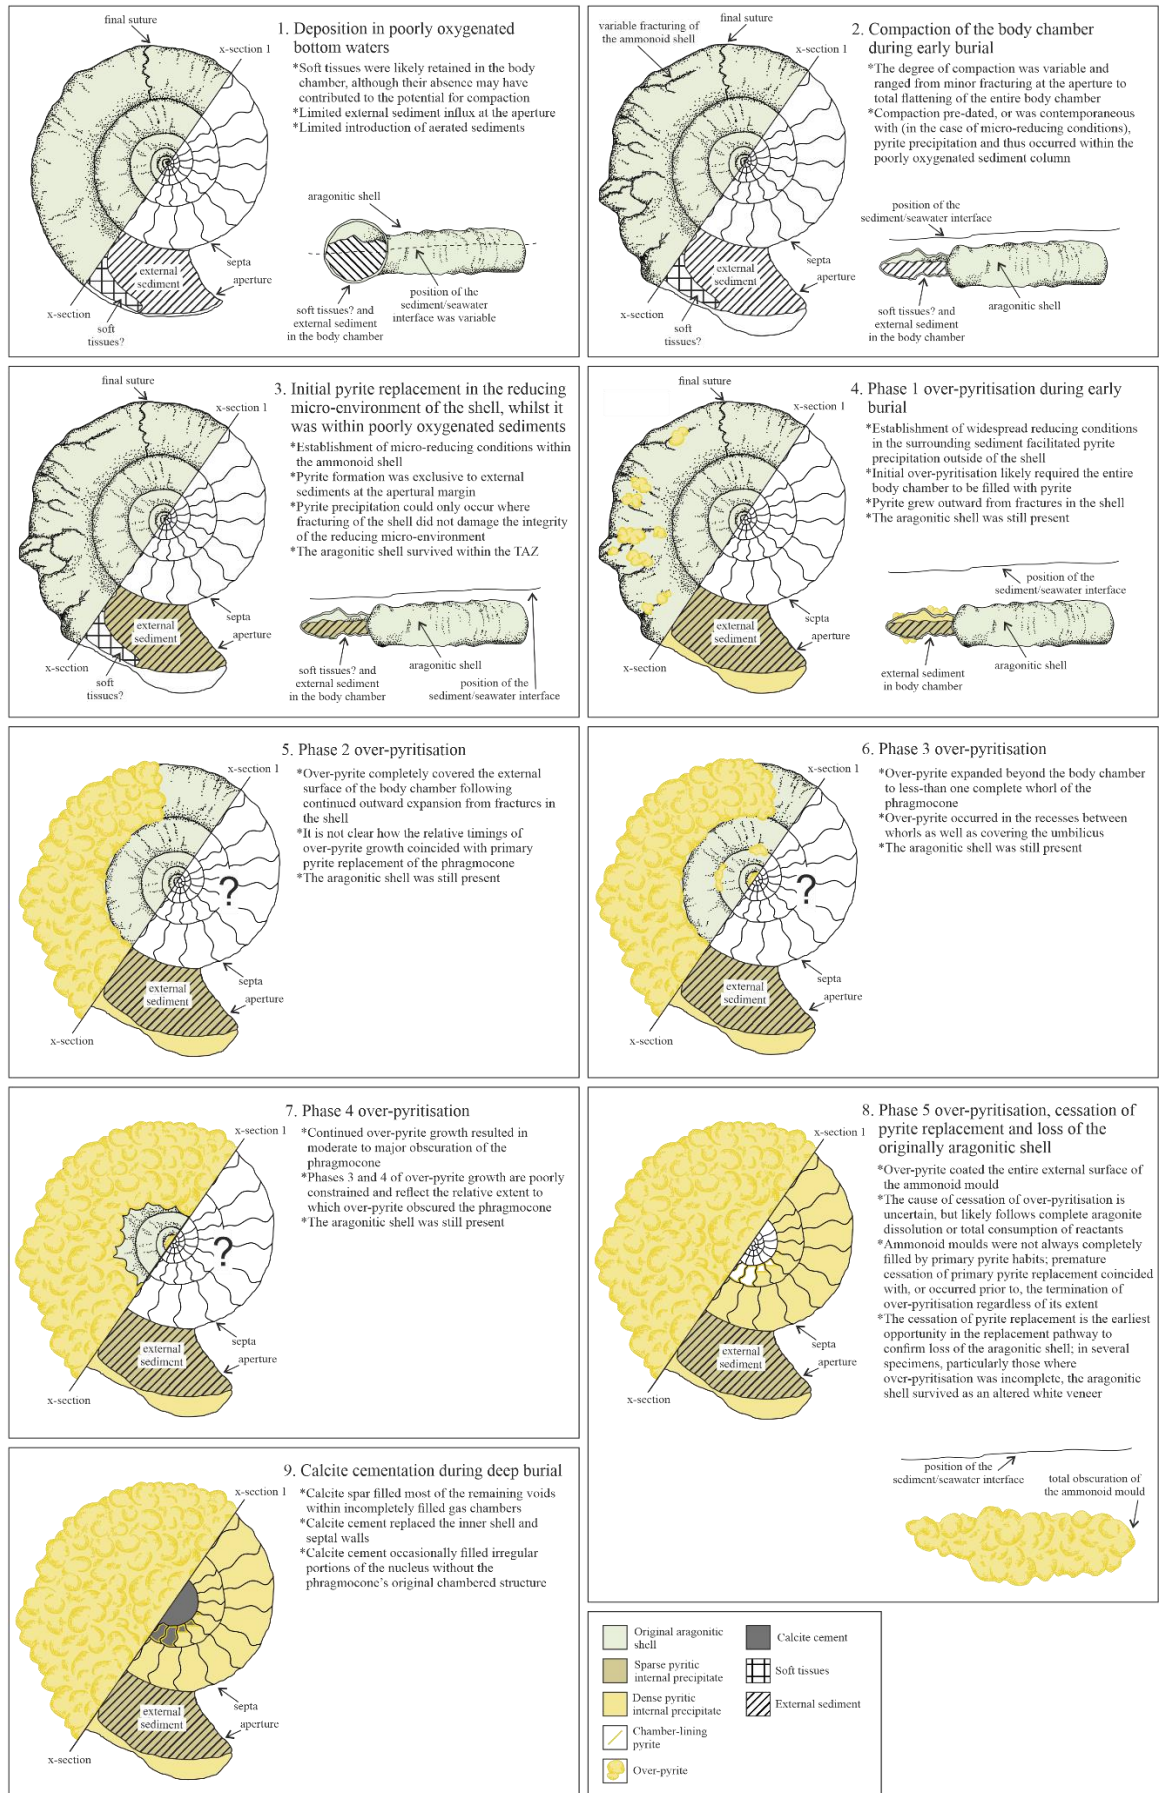 1. Deposition in poorly oxygenated
bottom waters
*Soft tissues were likely retained in the body
chamber, although their absence may have
contributed to the potential for compaction
*Limited external sediment influx at the aperture
*Limited introduction of aerated sediments
final suture
x-section 1
septa
aperture
external
sediment
x-section
soft
tissues?
aragonitic shell
soft tissues? and
external sediment
in the body chamber
position of the
sediment/seawater
interface was variable
2. Compaction of the body chamber
during early burial
*The degree of compaction was variable and
ranged from minor fracturing at the aperture to
total flattening of the entire body chamber
*Compaction pre-dated, or was contemporaneous
with (in the case of micro-reducing conditions),
pyrite precipitation and thus occurred within the
poorly oxygenated sediment column
variable fracturing of
the ammonoid shell
final suture
x-section 1
septa
aperture
external
sediment
x-section
soft
tissues?
position of the
sediment/seawater interface
aragonitic shell
soft tissues? and
external sediment
in the body chamber
3. Initial pyrite replacement in the reducing
micro-environment of the shell, whilst it
was within poorly oxygenated sediments
*Establishment of micro-reducing conditions within
the ammonoid shell
*Pyrite formation was exclusive to external
sediments at the apertural margin
*Pyrite precipitation could only occur where
fracturing of the shell did not damage the integrity
of the reducing micro-environment
*The aragonitic shell survived within the TAZ
final suture
x-section 1
septa
aperture
external
sediment
x-section
soft
tissues?
soft tissues? and
external sediment
in the body chamber
aragonitic shell
position of the
sediment/seawater interface
4. Phase 1 over-pyritisation during early
burial
*Establishment of widespread reducing conditions
in the surrounding sediment facilitated pyrite
precipitation outside of the shell
*Initial over-pyritisation likely required the entire
body chamber to be filled with pyrite
*Pyrite grew outward from fractures in the shell
*The aragonitic shell was still present
final suture
x-section 1
septa
aperture
external
sediment
x-section
position of the
sediment/seawater interface
aragonitic shell
external sediment
in body chamber
5. Phase 2 over-pyritisation
*Over-pyrite completely covered the external
surface of the body chamber following
continued outward expansion from fractures in
the shell
*It is not clear how the relative timings of
over-pyrite growth coincided with primary
pyrite replacement of the phragmocone
*The aragonitic shell was still present
x-section 1
?
septa
aperture
external
sediment
x-section
6. Phase 3 over-pyritisation
*Over-pyrite expanded beyond the body chamber
to less-than one complete whorl of the
phragmocone
*Over-pyrite occurred in the recesses between
whorls as well as covering the umbilicus
*The aragonitic shell was still present
x-section 1
?
septa
aperture
external
sediment
x-section
7. Phase 4 over-pyritisation
*Continued over-pyrite growth resulted in
moderate to major obscuration of the
phragmocone
*Phases 3 and 4 of over-pyrite growth are poorly
constrained and reflect the relative extent to
which over-pyrite obscured the phragmocone
*The aragonitic shell was still present
x-section 1
?
septa
aperture
external
sediment
x-section
8. Phase 5 over-pyritisation, cessation of
pyrite replacement and loss of the
originally aragonitic shell
*Over-pyrite coated the entire external surface of
the ammonoid mould
*The cause of cessation of over-pyritisation is
uncertain, but likely follows complete aragonite
dissolution or total consumption of reactants
*Ammonoid moulds were not always completely
filled by primary pyrite habits; premature
cessation of primary pyrite replacement coincided
with, or occurred prior to, the termination of
over-pyritisation regardless of its extent
*The cessation of pyrite replacement is the earliest
opportunity in the replacement pathway to
confirm loss of the aragonitic shell; in several
specimens, particularly those where
over-pyritisation was incomplete, the aragonitic
shell survived as an altered white veneer
x-section 1
septa
aperture
external
sediment
x-section
position of the
sediment/seawater interface
total obscuration of
the ammonoid mould
9. Calcite cementation during deep burial
*Calcite spar filled most of the remaining voids
within incompletely filled gas chambers
*Calcite cement replaced the inner shell and
septal walls
*Calcite cement occasionally filled irregular
portions of the nucleus without the
phragmocone's original chambered structure
x-section 1
septa
aperture
external
sediment
x-section
Original aragonitic
shell
Sparse pyritic
internal precipitate
Dense pyritic
internal precipitate
Chamber-lining
pyrite
Over-pyrite
Calcite cement
Soft tissues
External sediment